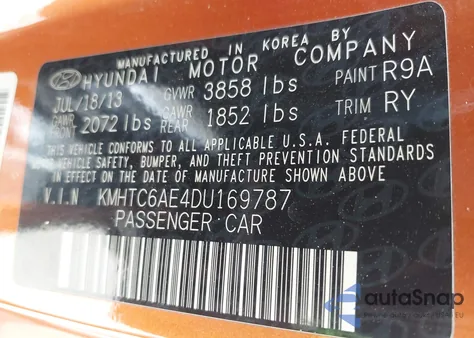 MANUFACTURED IN KOREA BY
HYUNDAI MOTOR COMPANY
JUL/18/13 GVWR 3858 lbs PAINT R9A
GAWR FRONT 2072 lbs GAWR REAR 1852 lbs TRIM RY
THIS VEHICLE CONFORMS TO ALL APPLICABLE U.S.A. FEDERAL
MOTOR VEHICLE SAFETY, BUMPER, AND THEFT PREVENTION STANDARDS
IN EFFECT ON THE DATE OF MANUFACTURE SHOWN ABOVE
V.I.N KMHTC6AE4DU169787
PASSENGER CAR
autoSnap